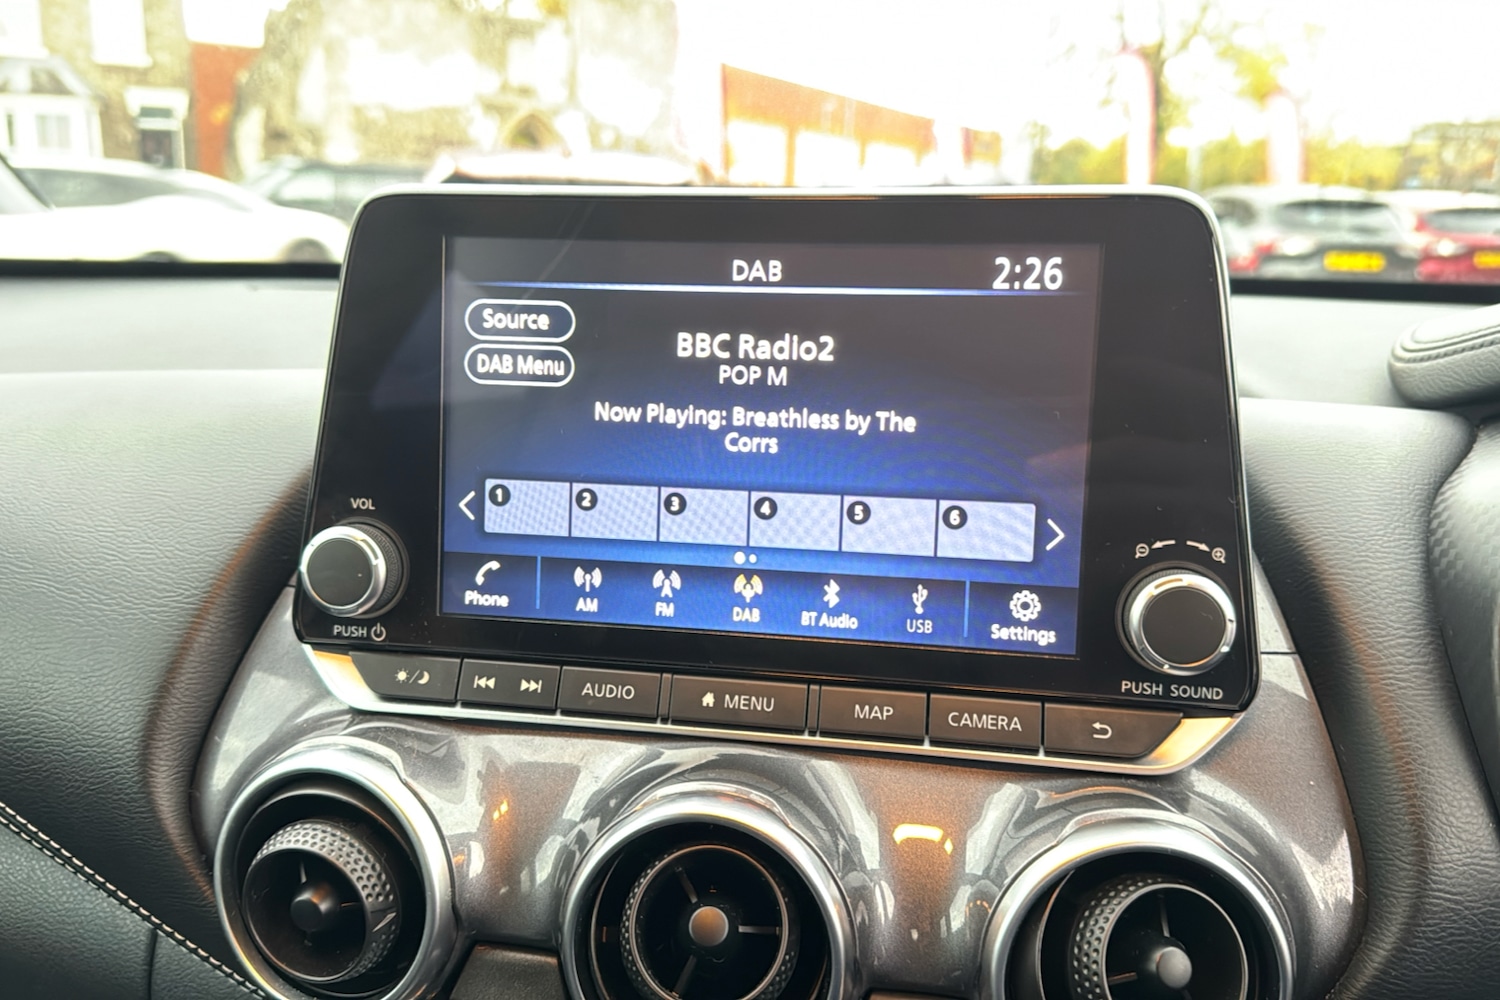 DAB
2:26
Source
DAB Menu
BBC Radio2
POP M
Now Playing: Breathless by The
Corrs
1 2 3 4 5 6
Phone AM FM DAB BT Audio USB Settings
VOL
PUSH
PUSH SOUND
AUDIO MENU MAP CAMERA